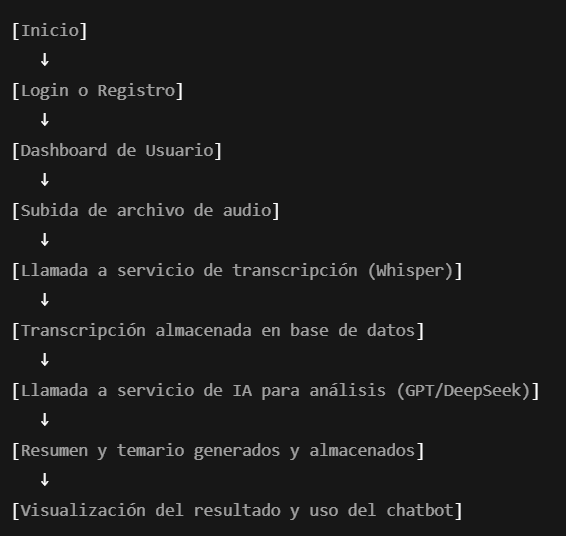 [Inicio]
↓
[Login o Registro]
↓
[Dashboard de Usuario]
↓
[Subida de archivo de audio]
↓
[Llamada a servicio de transcripción (Whisper)]
↓
[Transcripción almacenada en base de datos]
↓
[Llamada a servicio de IA para análisis (GPT/DeepSeek)]
↓
[Resumen y temario generados y almacenados]
↓
[Visualización del resultado y uso del chatbot]